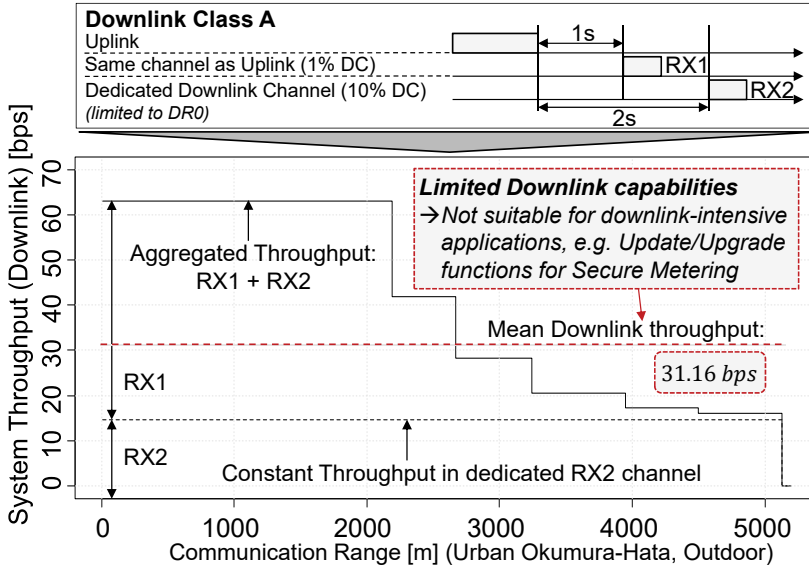 Downlink Class A
Uplink
1s
Same channel as Uplink (1% DC)
RX1
Dedicated Downlink Channel (10% DC)
RX2
(limited to DR0)
2s
System Throughput (Downlink) [bps]
70
60
50
40
30
20
10
0
Limited Downlink capabilities
→Not suitable for downlink-intensive
applications, e.g. Update/Upgrade
functions for Secure Metering
Aggregated Throughput:
RX1 + RX2
Mean Downlink throughput:
31.16 bps
RX1
RX2
Constant Throughput in dedicated RX2 channel
0 1000 2000 3000 4000 5000
Communication Range [m] (Urban Okumura-Hata, Outdoor)